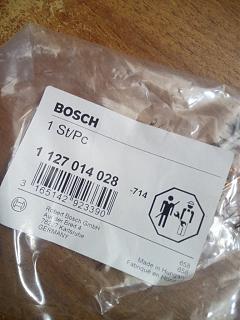 BOSCH
1 St/Pc
1 127 014 028
-714
3 165142 923390
Robert Bosch GmbH
Auf der Breit 4
76227 Karlsruhe
GERMANY
658
658
Made in Hungary
Fabriqué en